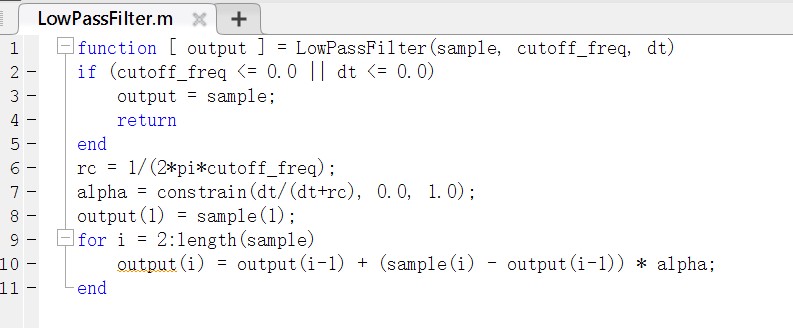 LowPassFilter.m
1 function [ output ] = LowPassFilter(sample, cutoff_freq, dt)
2 - if (cutoff_freq <= 0.0 || dt <= 0.0)
3 - output = sample;
4 - return
5 - end
6 - rc = 1/(2*pi*cutoff_freq);
7 - alpha = constrain(dt/(dt+rc), 0.0, 1.0);
8 - output(1) = sample(1);
9 - for i = 2:length(sample)
10 - output(i) = output(i-1) + (sample(i) - output(i-1)) * alpha;
11 - end